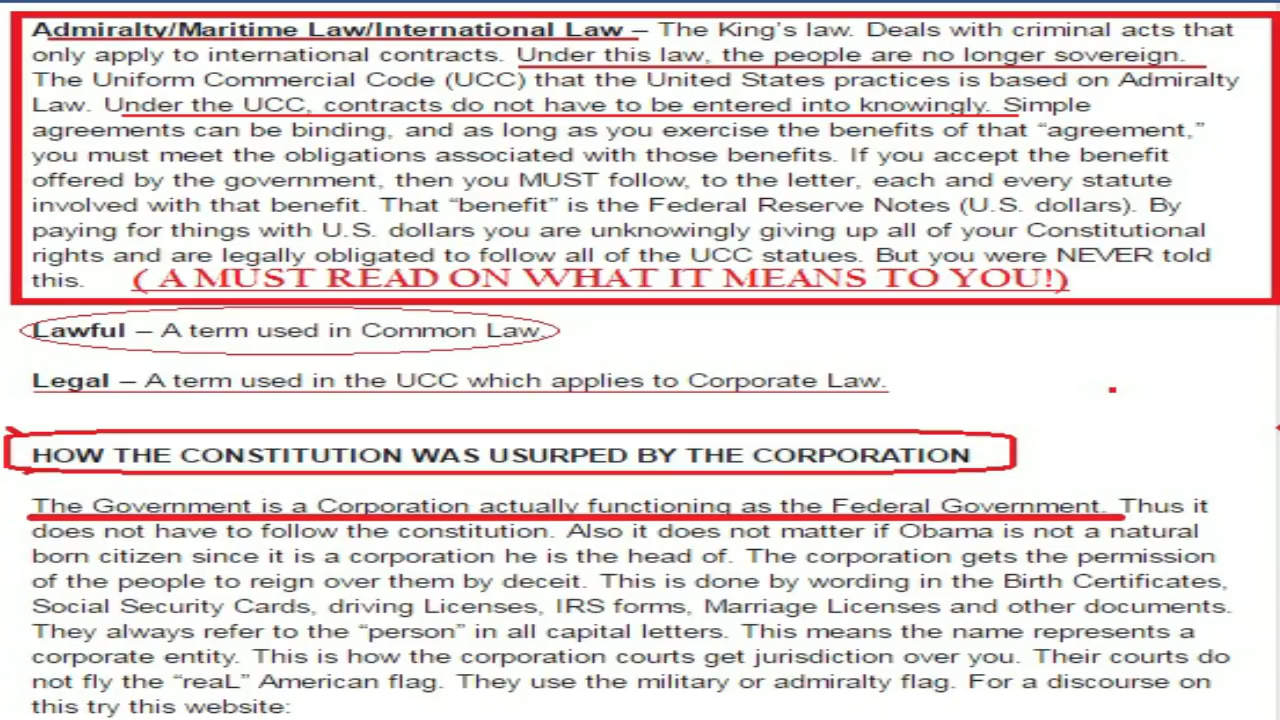 Admiralty/Maritime Law/International Law – The King's law. Deals with criminal acts that
only apply to international contracts. Under this law, the people are no longer sovereign.
The Uniform Commercial Code (UCC) that the United States practices is based on Admiralty
Law. Under the UCC, contracts do not have to be entered into knowingly. Simple
agreements can be binding, and as long as you exercise the benefits of that “agreement,”
you must meet the obligations associated with those benefits. If you accept the benefit
offered by the government, then you MUST follow, to the letter, each and every statute
involved with that benefit. That “benefit” is the Federal Reserve Notes (U.S. dollars). By
paying for things with U.S. dollars you are unknowingly giving up all of your Constitutional
rights and are legally obligated to follow all of the UCC statues. But you were NEVER told
this. ( A MUST READ ON WHAT IT MEANS TO YOU!)
Lawful – A term used in Common Law.
Legal – A term used in the UCC which applies to Corporate Law.
HOW THE CONSTITUTION WAS USURPED BY THE CORPORATION
The Government is a Corporation actually functioning as the Federal Government. Thus it
does not have to follow the constitution. Also it does not matter if Obama is not a natural
born citizen since it is a corporation he is the head of. The corporation gets the permission
of the people to reign over them by deceit. This is done by wording in the Birth Certificates,
Social Security Cards, driving Licenses, IRS forms, Marriage Licenses and other documents.
They always refer to the “person” in all capital letters. This means the name represents a
corporate entity. This is how the corporation courts get jurisdiction over you. Their courts do
not fly the “reaL” American flag. They use the military or admiralty flag. For a discourse on
this try this website: